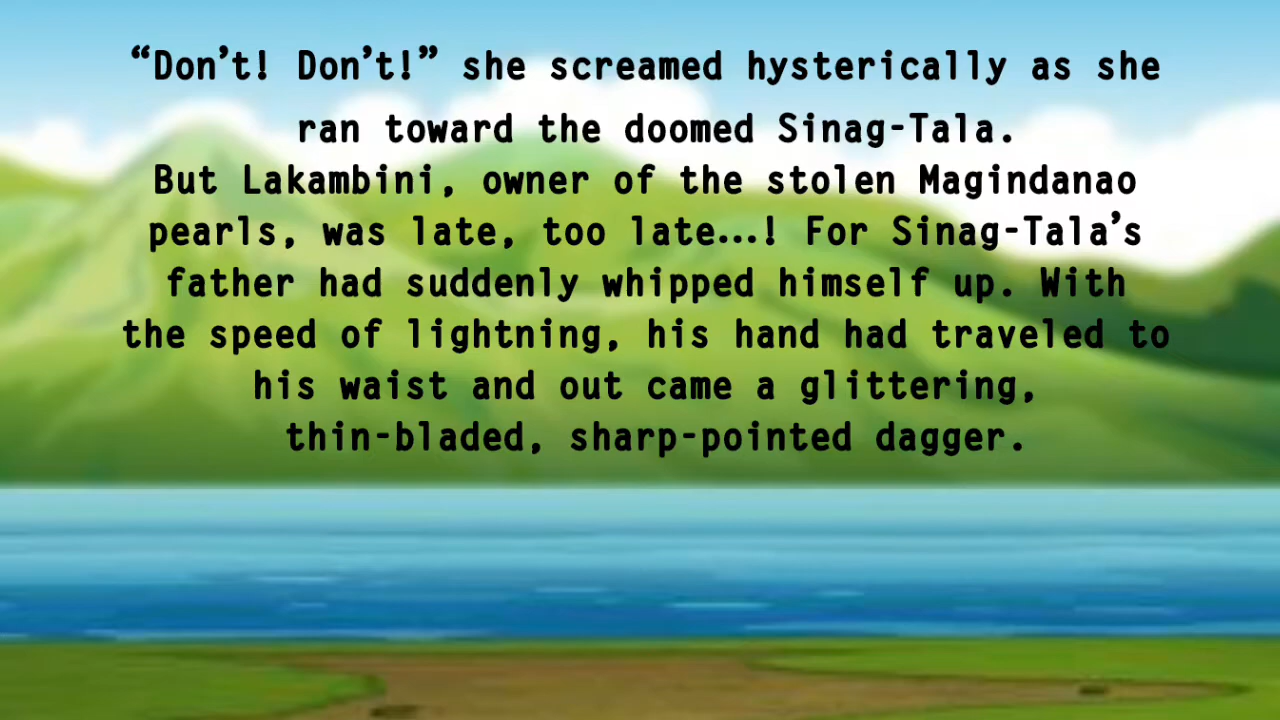 “Don’t! Don’t!” she screamed hysterically as she
ran toward the doomed Sinag-Tala.
But Lakambini, owner of the stolen Magindanao
pearls, was late, too late…! For Sinag-Tala’s
father had suddenly whipped himself up. With
the speed of lightning, his hand had traveled to
his waist and out came a glittering,
thin-bladed, sharp-pointed dagger.